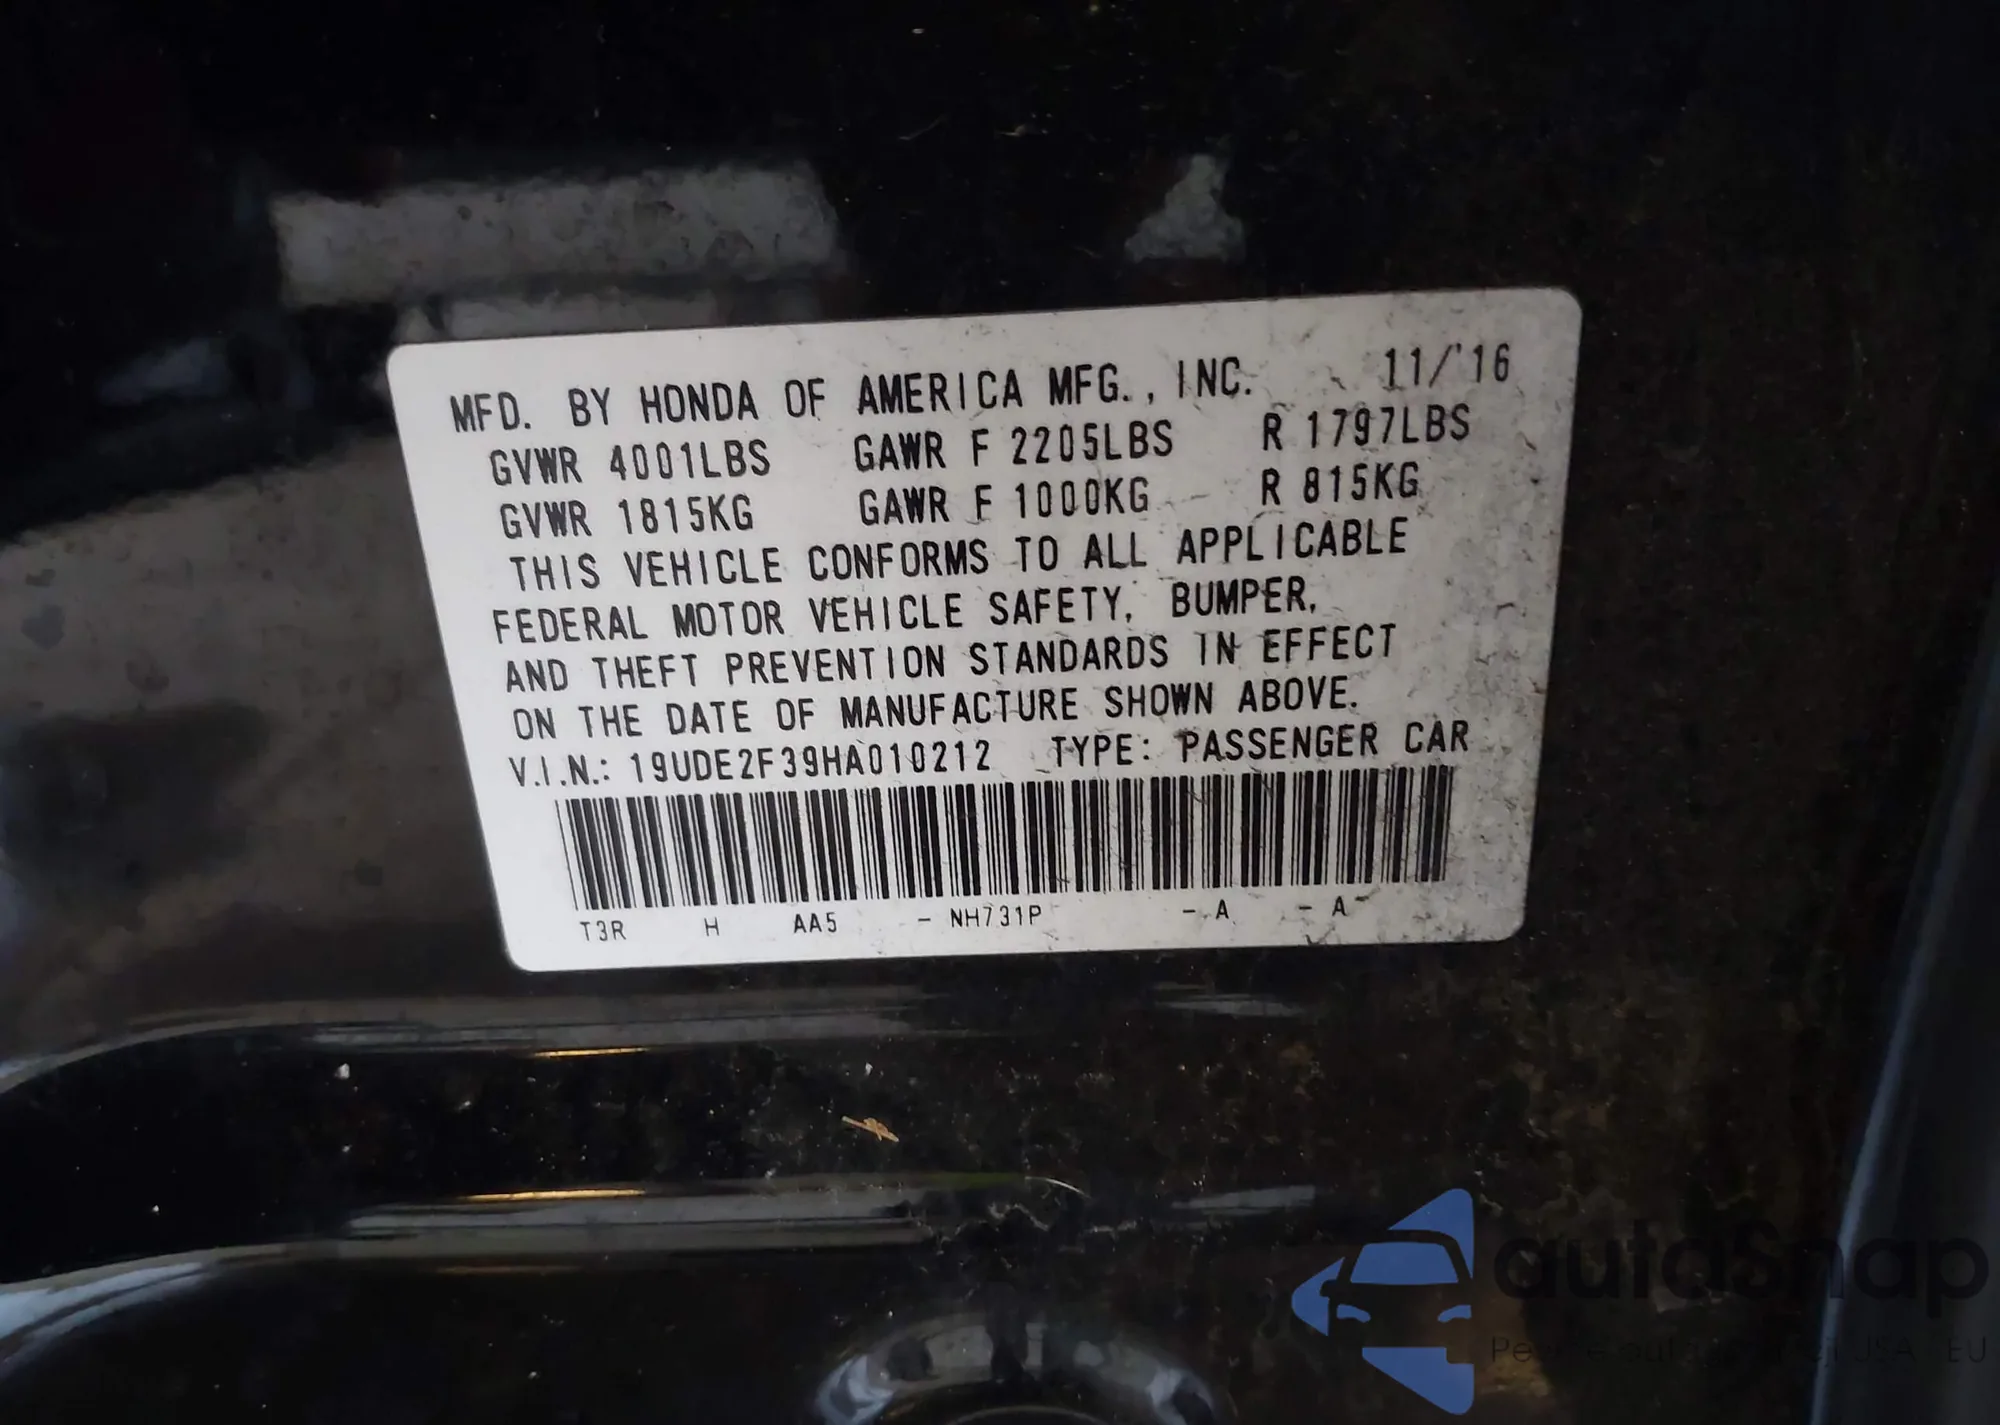 MFD. BY HONDA OF AMERICA MFG., INC. 11/'16
GVWR 4001LBS GAWR F 2205LBS R 1797LBS
GVWR 1815KG GAWR F 1000KG R 815KG
THIS VEHICLE CONFORMS TO ALL APPLICABLE
FEDERAL MOTOR VEHICLE SAFETY, BUMPER,
AND THEFT PREVENTION STANDARDS IN EFFECT
ON THE DATE OF MANUFACTURE SHOWN ABOVE.
V.I.N.: 19UDE2F39HA010212 TYPE: PASSENGER CAR
T3R H AA5 - NH731P - A - A -
autosnap
USA EU